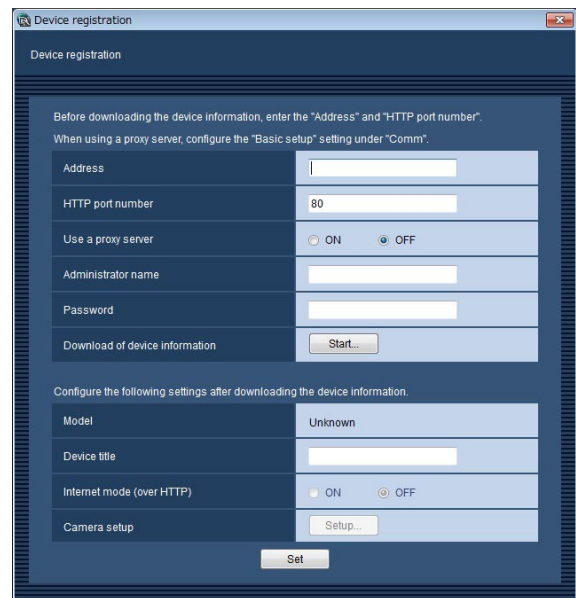 Device registration
Device registration
Before downloading the device information, enter the "Address" and "HTTP port number".
When using a proxy server, configure the "Basic setup" setting under "Comm".
Address
HTTP port number 80
Use a proxy server ON OFF
Administrator name
Password
Download of device information Start...
Configure the following settings after downloading the device information.
Model Unknown
Device title
Internet mode (over HTTP) ON OFF
Camera setup Setup...
Set